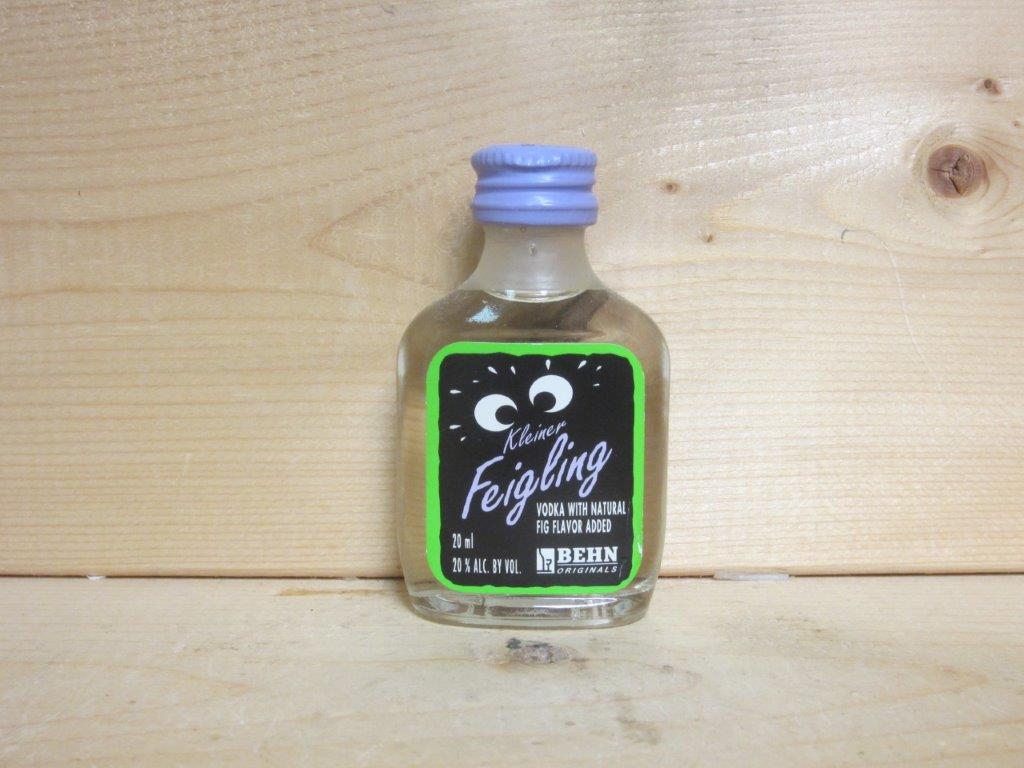 Kleiner
Feigling
VODKA WITH NATURAL
FIG FLAVOR ADDED
20 ml
20 % ALC. BY VOL.
BEHN
ORIGINALS